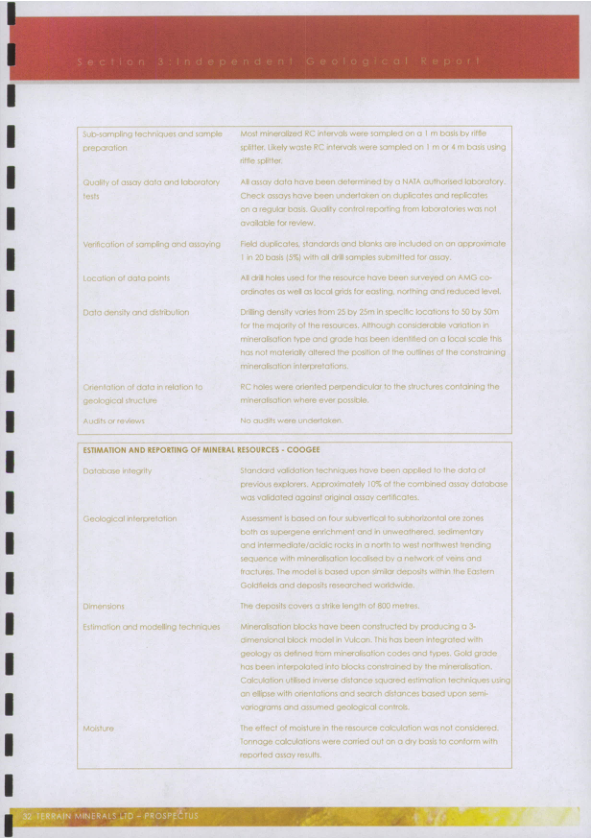 Section 3: Independent Geological Report
Sub-sampling techniques and sample
preparation
Most mineralized RC intervals were sampled on a 1 m basis by riffle
splitter. Likely waste RC intervals were sampled on 1 m or 4 m basis using
riffle splitter.
Quality of assay data and laboratory
tests
All assay data have been determined by a NATA authorised laboratory.
Check assays have been undertaken on duplicates and replicates
on a regular basis. Quality control reporting from laboratories was not
available for review.
Verification of sampling and assaying
Field duplicates, standards and blanks are included on an approximate
1 in 20 basis (5%) with all drill samples submitted for assay.
Location of data points
All drill holes used for the resource have been surveyed on AMG co-
ordinates as well as local grids for easting, northing and reduced level.
Data density and distribution
Drilling density varies from 25 by 25m in specific locations to 50 by 50m
for the majority of the resources. Although considerable variation in
mineralisation type and grade has been identified on a local scale this
has not materially altered the position of the outlines of the constraining
mineralisation interpretations.
Orientation of data in relation to
geological structure
RC holes were oriented perpendicular to the structures containing the
mineralisation where ever possible.
Audits or reviews
No audits were undertaken.
ESTIMATION AND REPORTING OF MINERAL RESOURCES - COOGEE
Database integrity
Standard validation techniques have been applied to the data of
previous explorers. Approximately 10% of the combined assay database
was validated against original assay certificates.
Geological interpretation
Assessment is based on four subvertical to subhorizontal ore zones
both as supergene enrichment and in unweathered, sedimentary
and intermediate/acidic rocks in a north to west northwest trending
sequence with mineralisation localised by a network of veins and
fractures. The model is based upon similar deposits within the Eastern
Goldfields and deposits researched worldwide.
Dimensions
The deposits covers a strike length of 800 metres.
Estimation and modelling techniques
Mineralisation blocks have been constructed by producing a 3-
dimensional block model in Vulcan. This has been integrated with
geology as defined from mineralisation codes and types. Gold grade
has been interpolated into blocks constrained by the mineralisation.
Calculation utilised inverse distance squared estimation techniques using
an ellipse with orientations and search distances based upon semi-
variograms and assumed geological controls.
Moisture
The effect of moisture in the resource calculation was not considered.
Tonnage calculations were carried out on a dry basis to conform with
reported assay results.
32 TERRAIN MINERALS LTD – PROSPECTUS